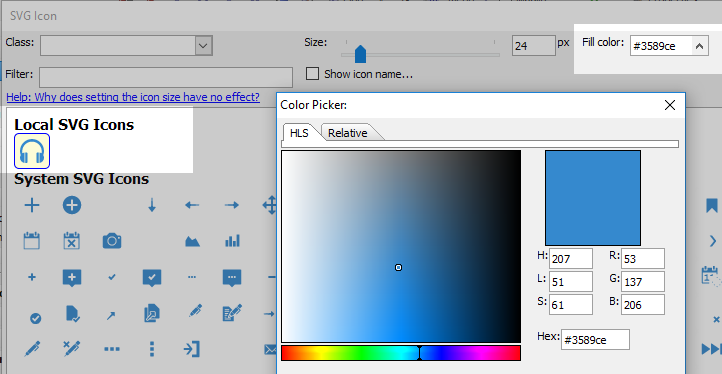 SVG Icon
Class:
Size: 24 px
Fill color: #3589ce
Filter:
Show icon name...
Help: Why does setting the icon size have no effect?
Local SVG Icons
System SVG Icons
Color Picker:
HLS Relative
H: 207 R: 53
L: 51 G: 137
S: 61 B: 206
Hex: #3589ce